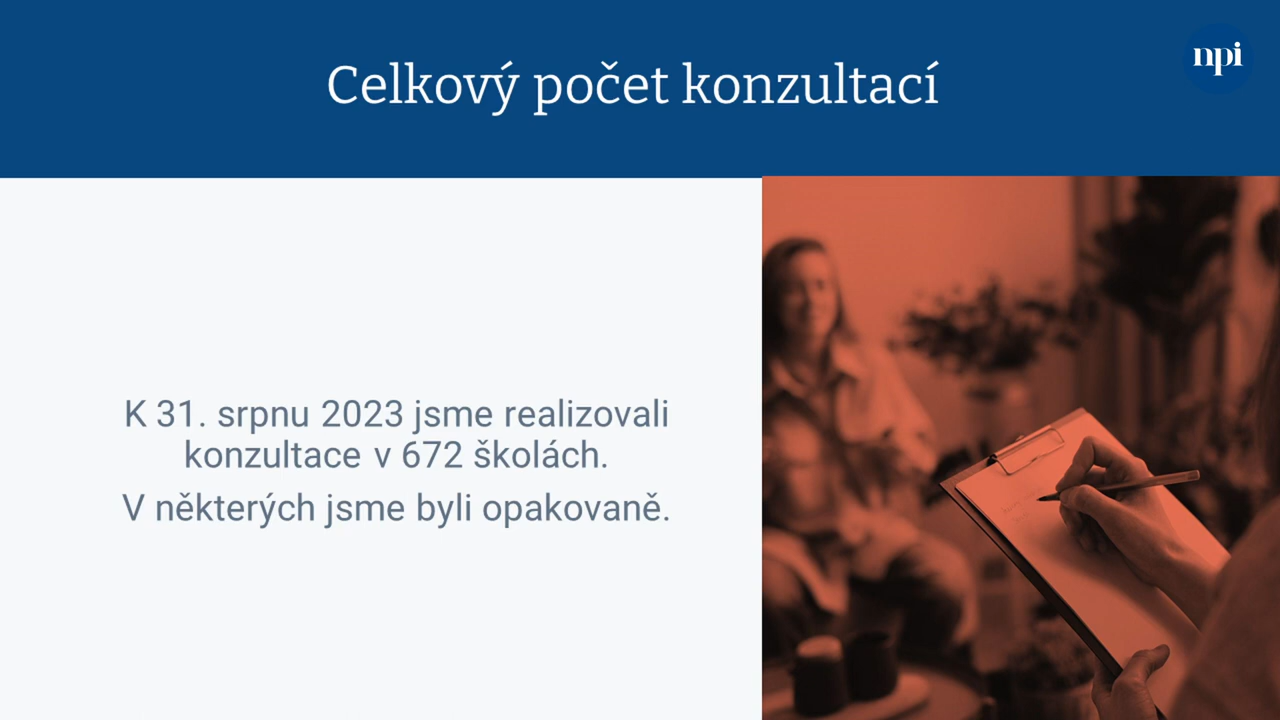 Celkový počet konzultací
npi
K 31. srpnu 2023 jsme realizovali
konzultace v 672 školách.
V některých jsme byli opakovaně.